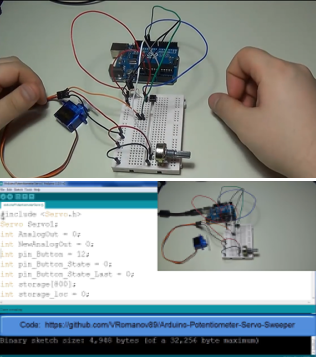 #include <Servo.h>
Servo Servo1;
int AnalogOut = 0;
int NewAnalogOut = 0;
int pin_Button = 12;
int pin_Button_State = 0;
int pin_Button_State_Last = 0;
int storage[800];
int storage_Loc = 0;
Code: https://github.com/VRomanov89/Arduino-Potentiometer-Servo-Sweeper
Binary sketch size: 4,940 bytes (of a 32,256 byte maximum)